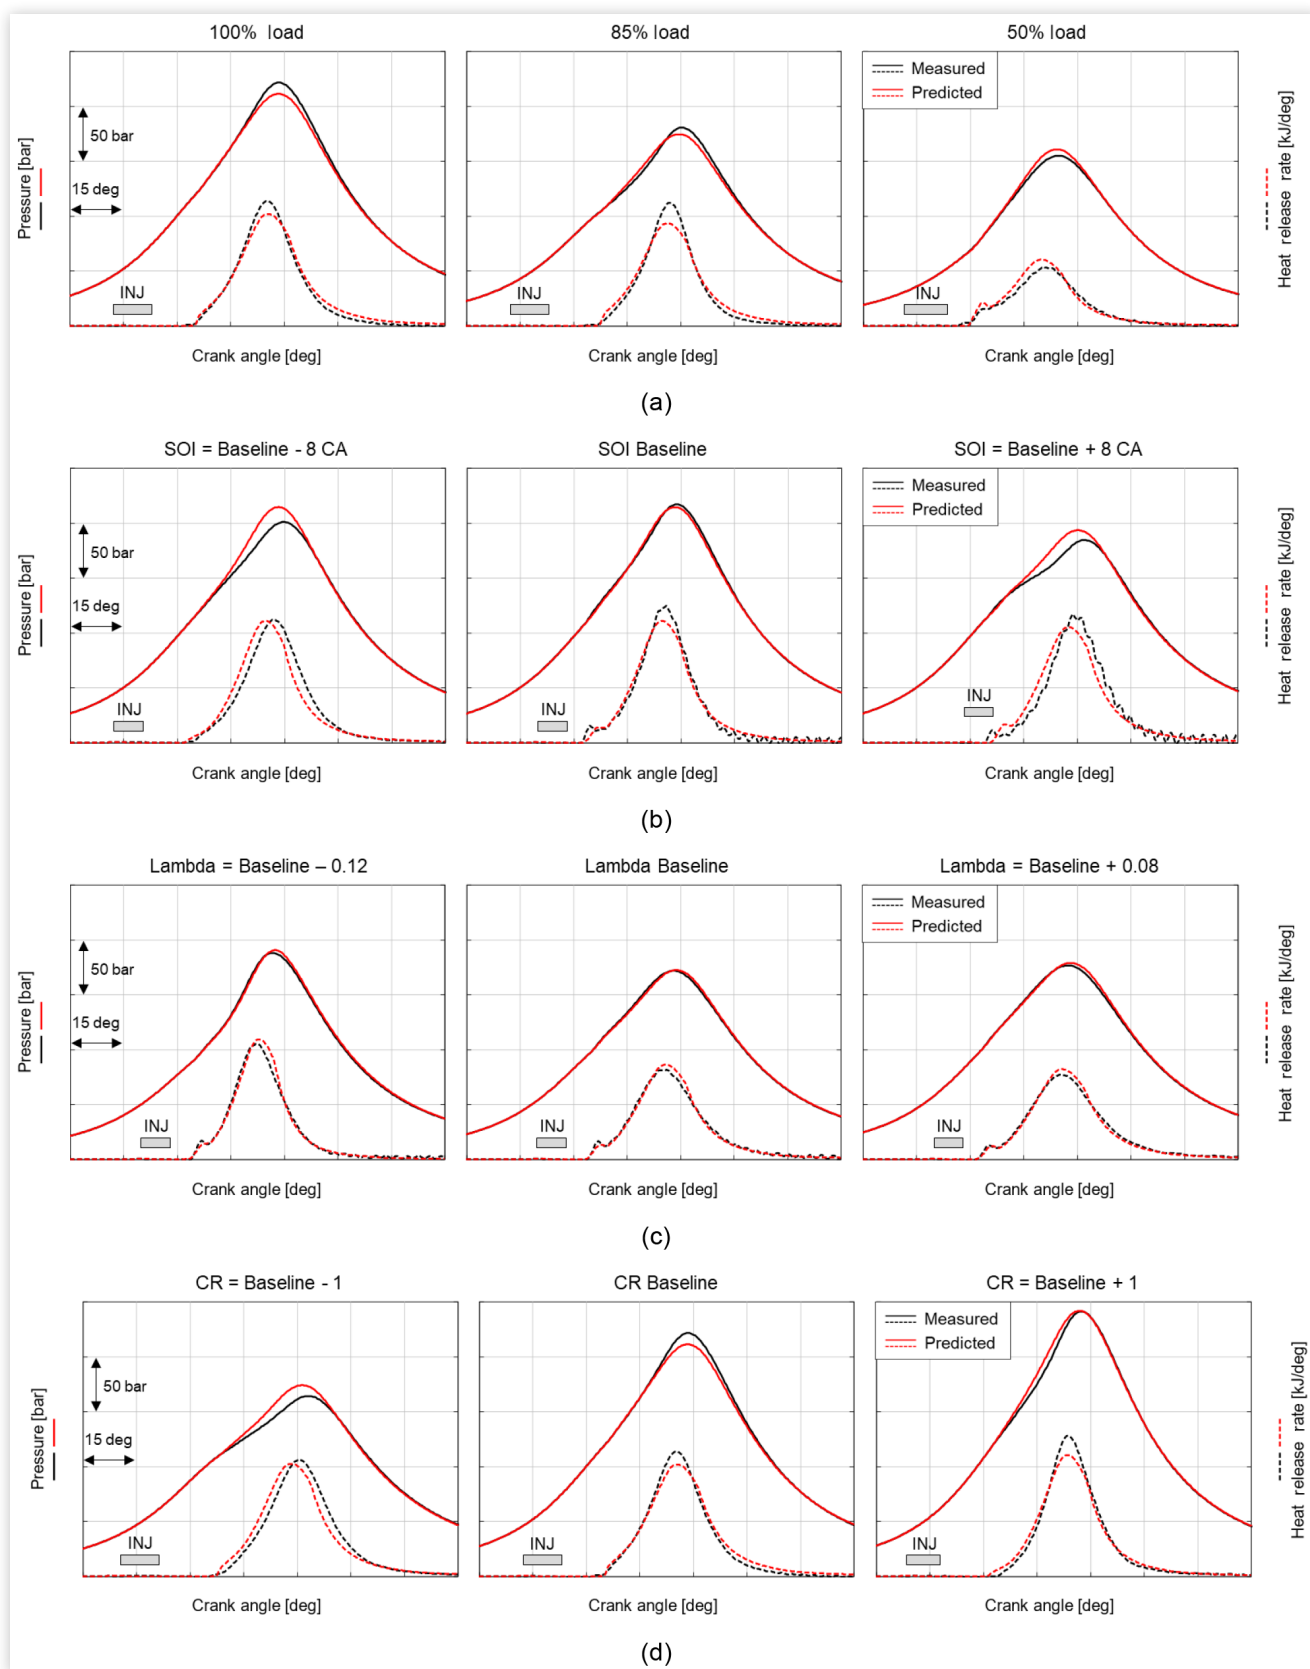 100% load
85% load
50% load
Measured
Predicted
50 bar
15 deg
INJ
INJ
INJ
Pressure [bar]
Heat release rate [kJ/deg]
Crank angle [deg]
Crank angle [deg]
Crank angle [deg]
(a)
SOI = Baseline - 8 CA
SOI Baseline
SOI = Baseline + 8 CA
Measured
Predicted
50 bar
15 deg
INJ
INJ
INJ
Pressure [bar]
Heat release rate [kJ/deg]
Crank angle [deg]
Crank angle [deg]
Crank angle [deg]
(b)
Lambda = Baseline – 0.12
Lambda Baseline
Lambda = Baseline + 0.08
Measured
Predicted
50 bar
15 deg
INJ
INJ
INJ
Pressure [bar]
Heat release rate [kJ/deg]
Crank angle [deg]
Crank angle [deg]
Crank angle [deg]
(c)
CR = Baseline - 1
CR Baseline
CR = Baseline + 1
Measured
Predicted
50 bar
15 deg
INJ
INJ
INJ
Pressure [bar]
Heat release rate [kJ/deg]
Crank angle [deg]
Crank angle [deg]
Crank angle [deg]
(d)